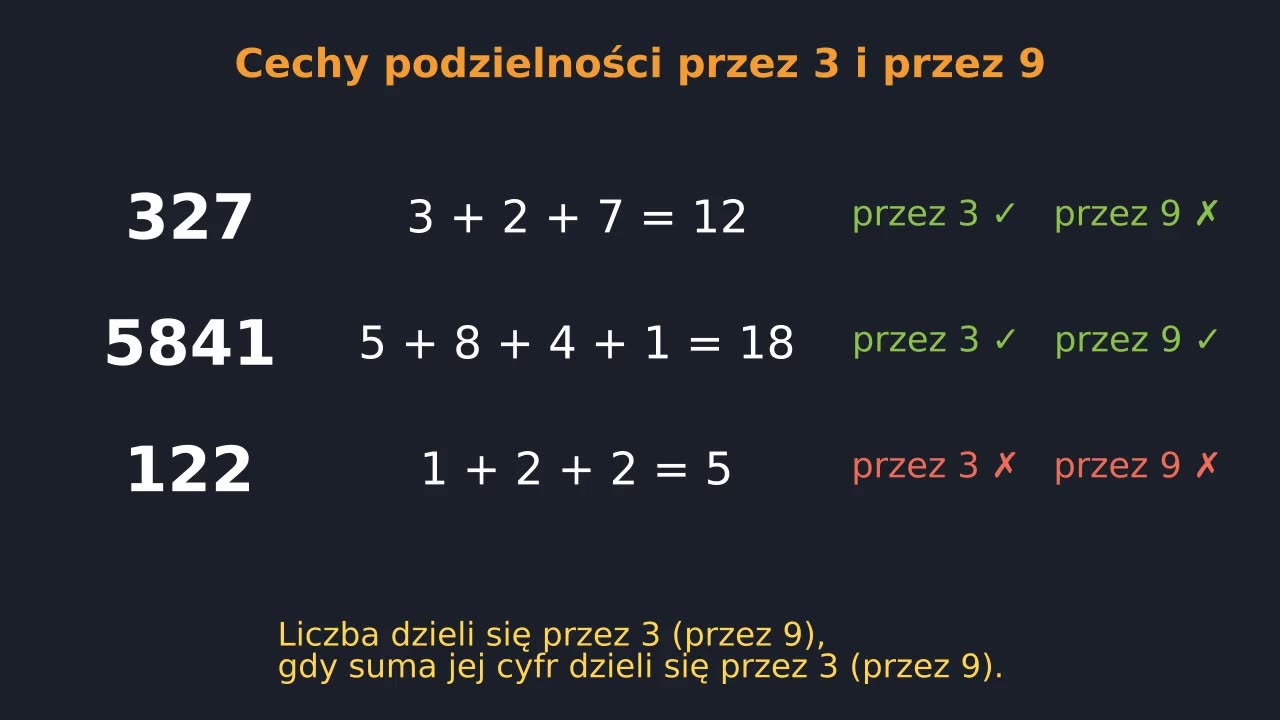 Cechy podzielności przez 3 i przez 9
327 3 + 2 + 7 = 12 przez 3 ✓ przez 9 ✗
5841 5 + 8 + 4 + 1 = 18 przez 3 ✓ przez 9 ✓
122 1 + 2 + 2 = 5 przez 3 ✗ przez 9 ✗
Liczba dzieli się przez 3 (przez 9),
gdy suma jej cyfr dzieli się przez 3 (przez 9).